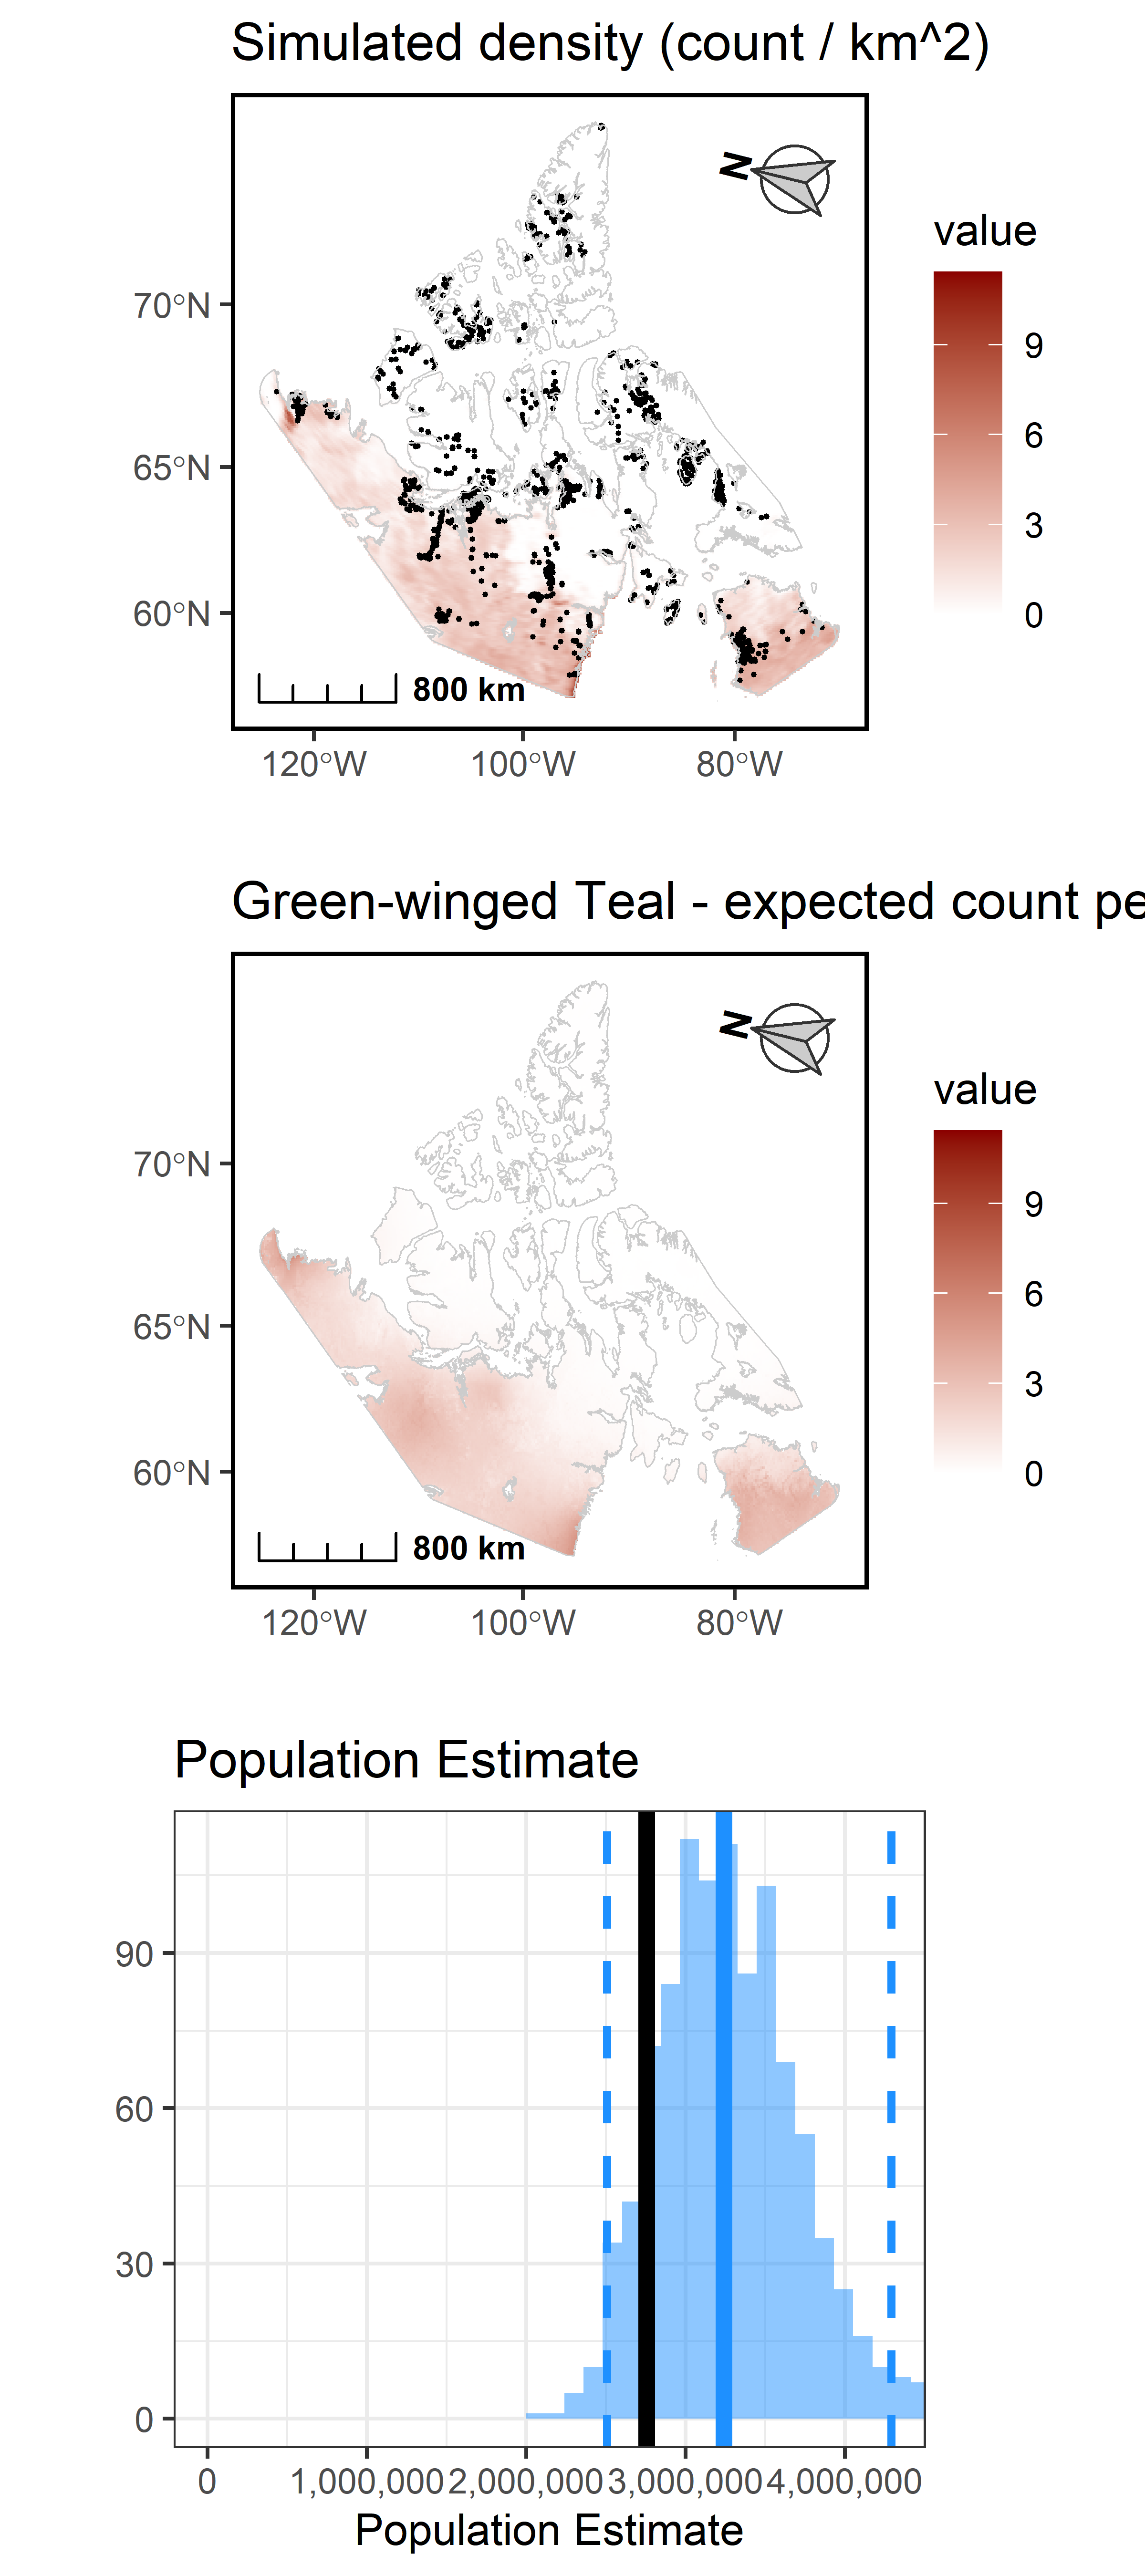 Simulated density (count / km^2)
N
70°N
65°N
60°N
800 km
120°W 100°W 80°W
value
9
6
3
0
Green-winged Teal - expected count pe
N
70°N
65°N
60°N
800 km
120°W 100°W 80°W
value
9
6
3
0
Population Estimate
90
60
30
0
0 1,000,000 2,000,000 3,000,000 4,000,000
Population Estimate